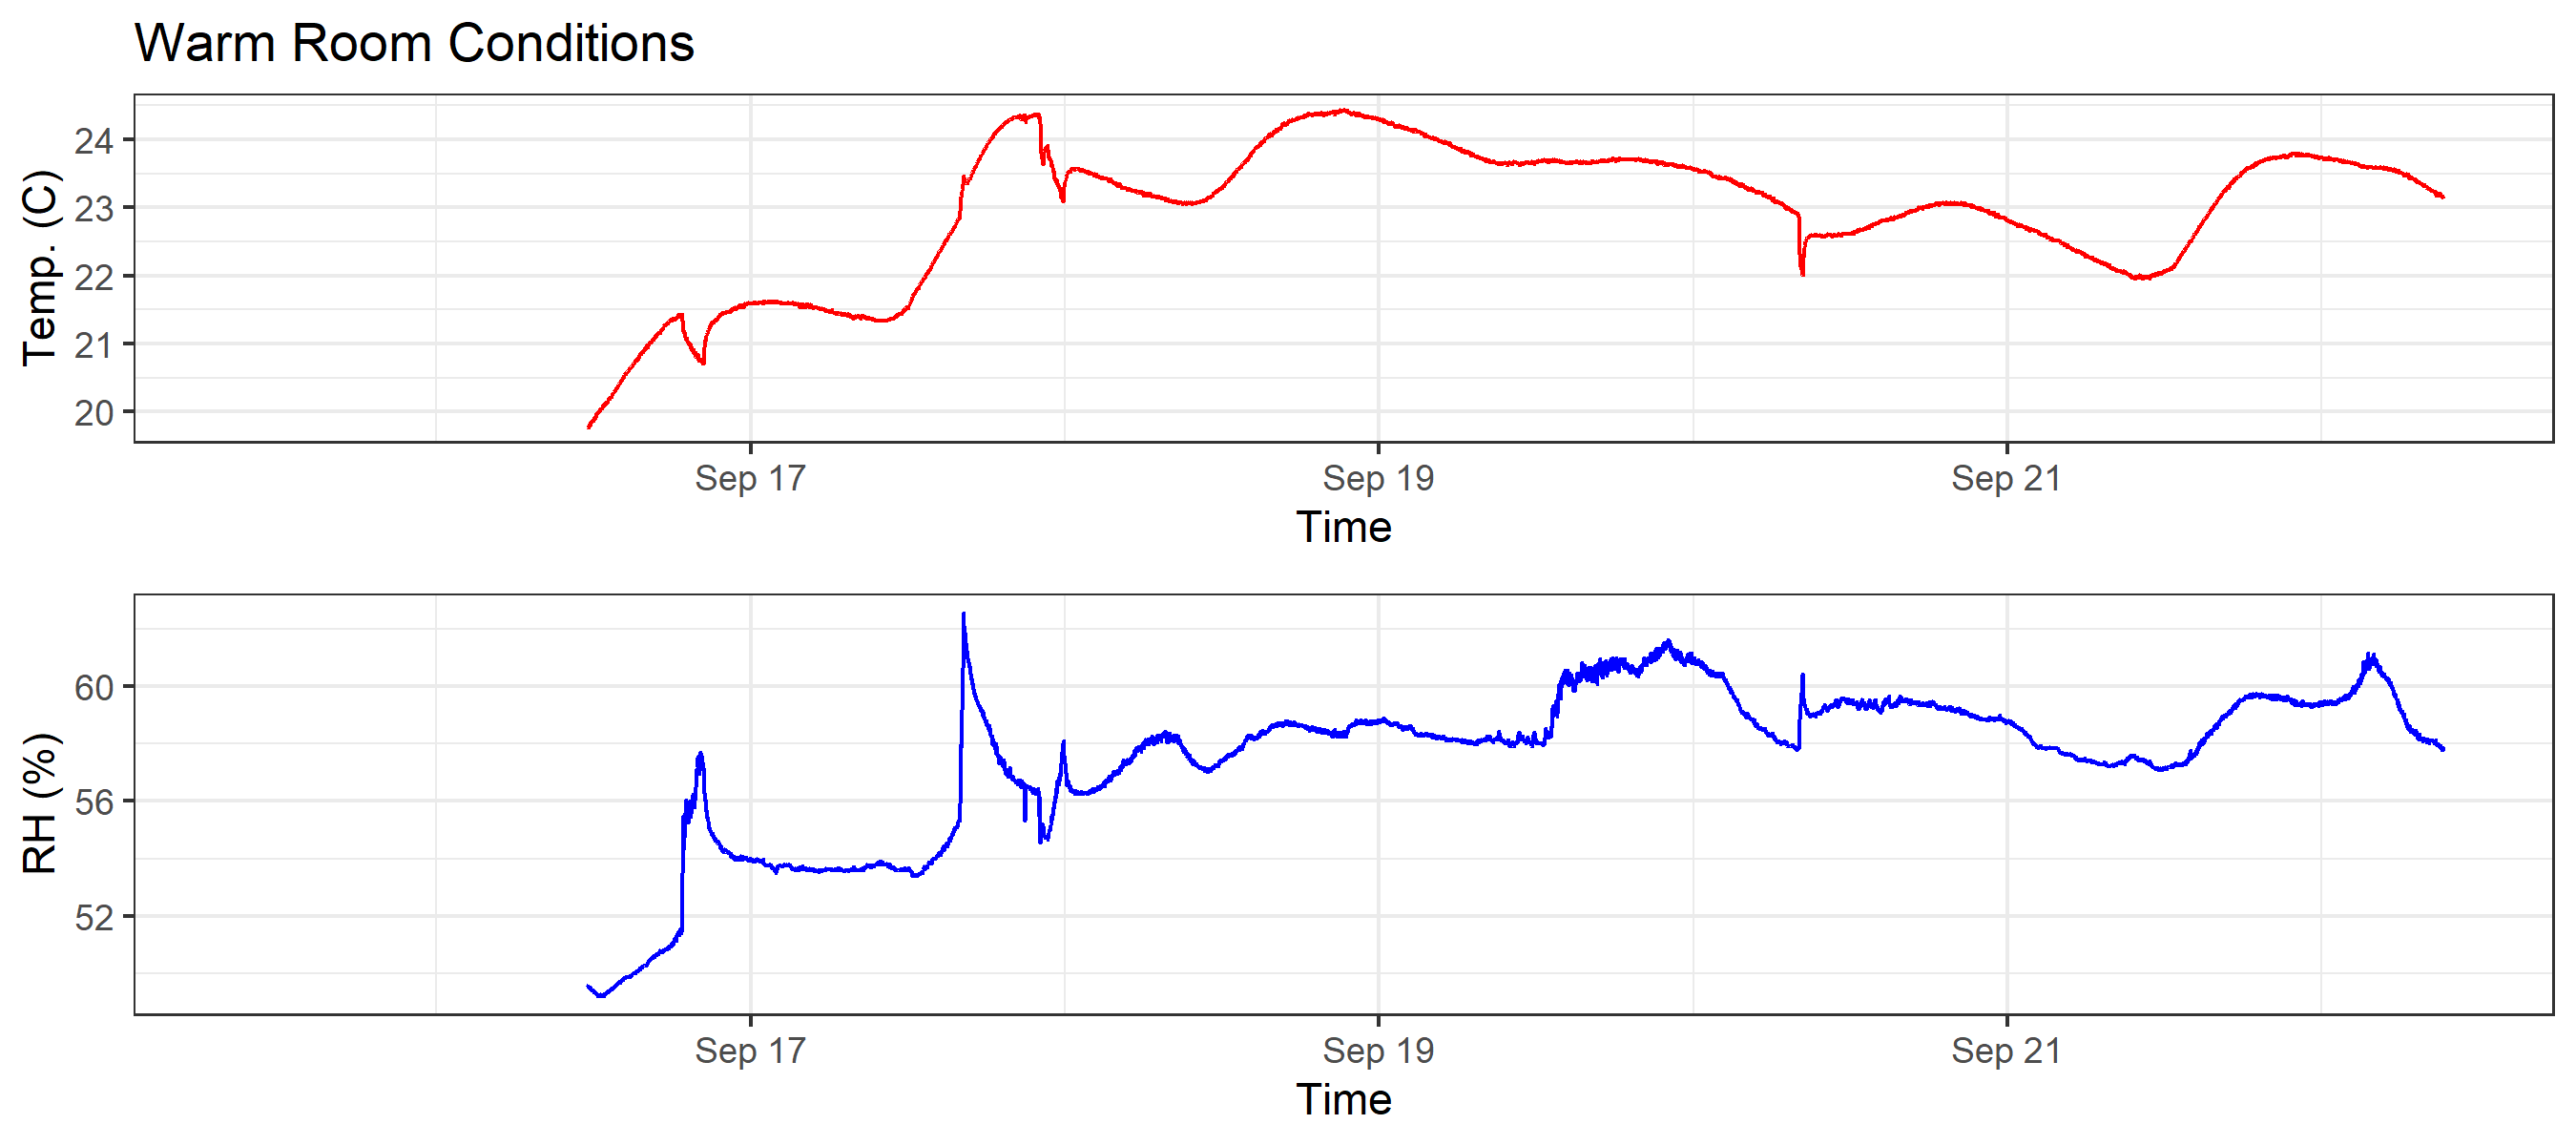 Warm Room Conditions
Temp. (C)
24
23
22
21
20
Sep 17 Sep 19 Sep 21
Time
RH (%)
60
56
52
Sep 17 Sep 19 Sep 21
Time